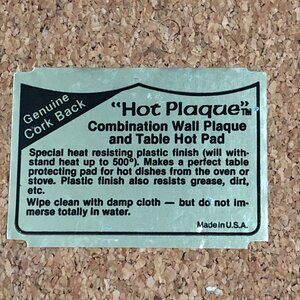 Genuine
Cork Back
"Hot Plaque"TM
Combination Wall Plaque
and Table Hot Pad
Special heat resisting plastic finish (will with-
stand heat up to 500°). Makes a perfect table
protecting pad for hot dishes from the oven or
stove. Plastic finish also resists grease, dirt,
etc.
Wipe clean with damp cloth — but do not im-
merse totally in water.
Made in U.S.A.